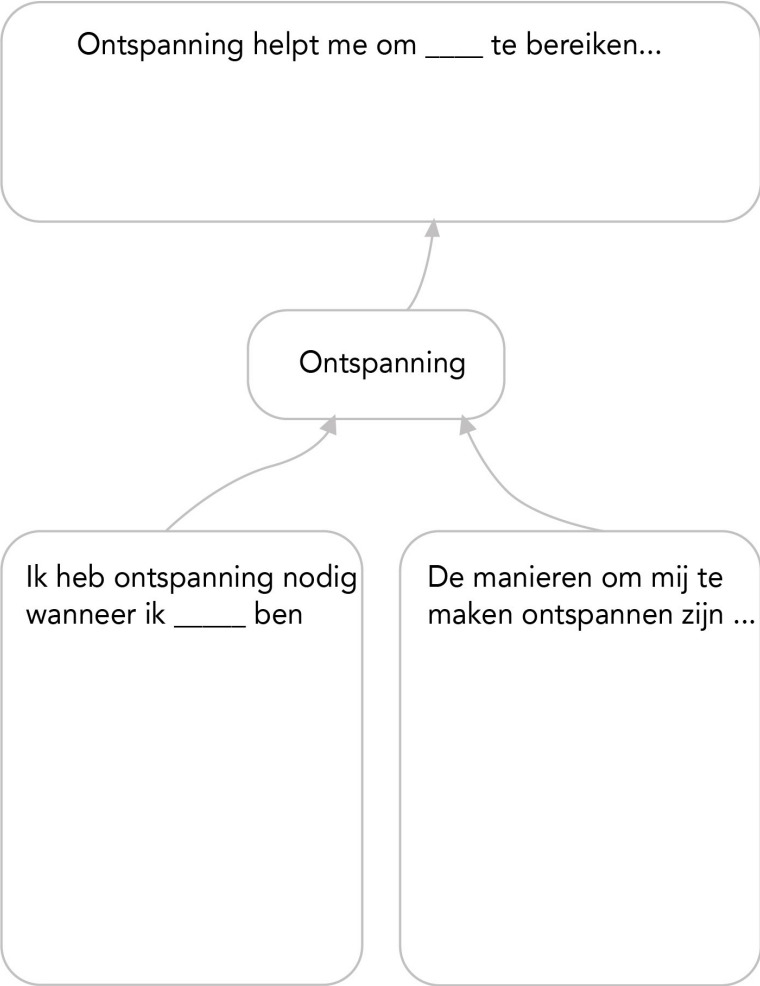 Ontspanning helpt me om ____ te bereiken...
Ontspanning
Ik heb ontspanning nodig
wanneer ik _____ ben
De manieren om mij te
maken ontspannen zijn ...